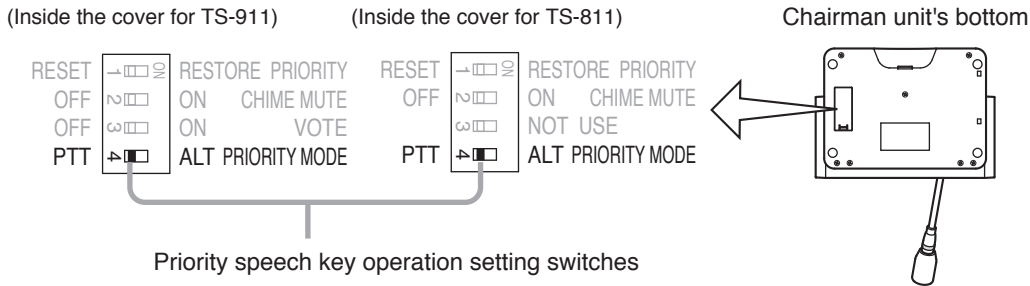 (Inside the cover for TS-911)
(Inside the cover for TS-811)
Chairman unit's bottom
RESET 1 ON RESTORE PRIORITY
OFF 2 ON CHIME MUTE
OFF 3 ON VOTE
PTT 4 ALT PRIORITY MODE
RESET 1 ON RESTORE PRIORITY
OFF 2 ON CHIME MUTE
3 NOT USE
PTT 4 ALT PRIORITY MODE
Priority speech key operation setting switches